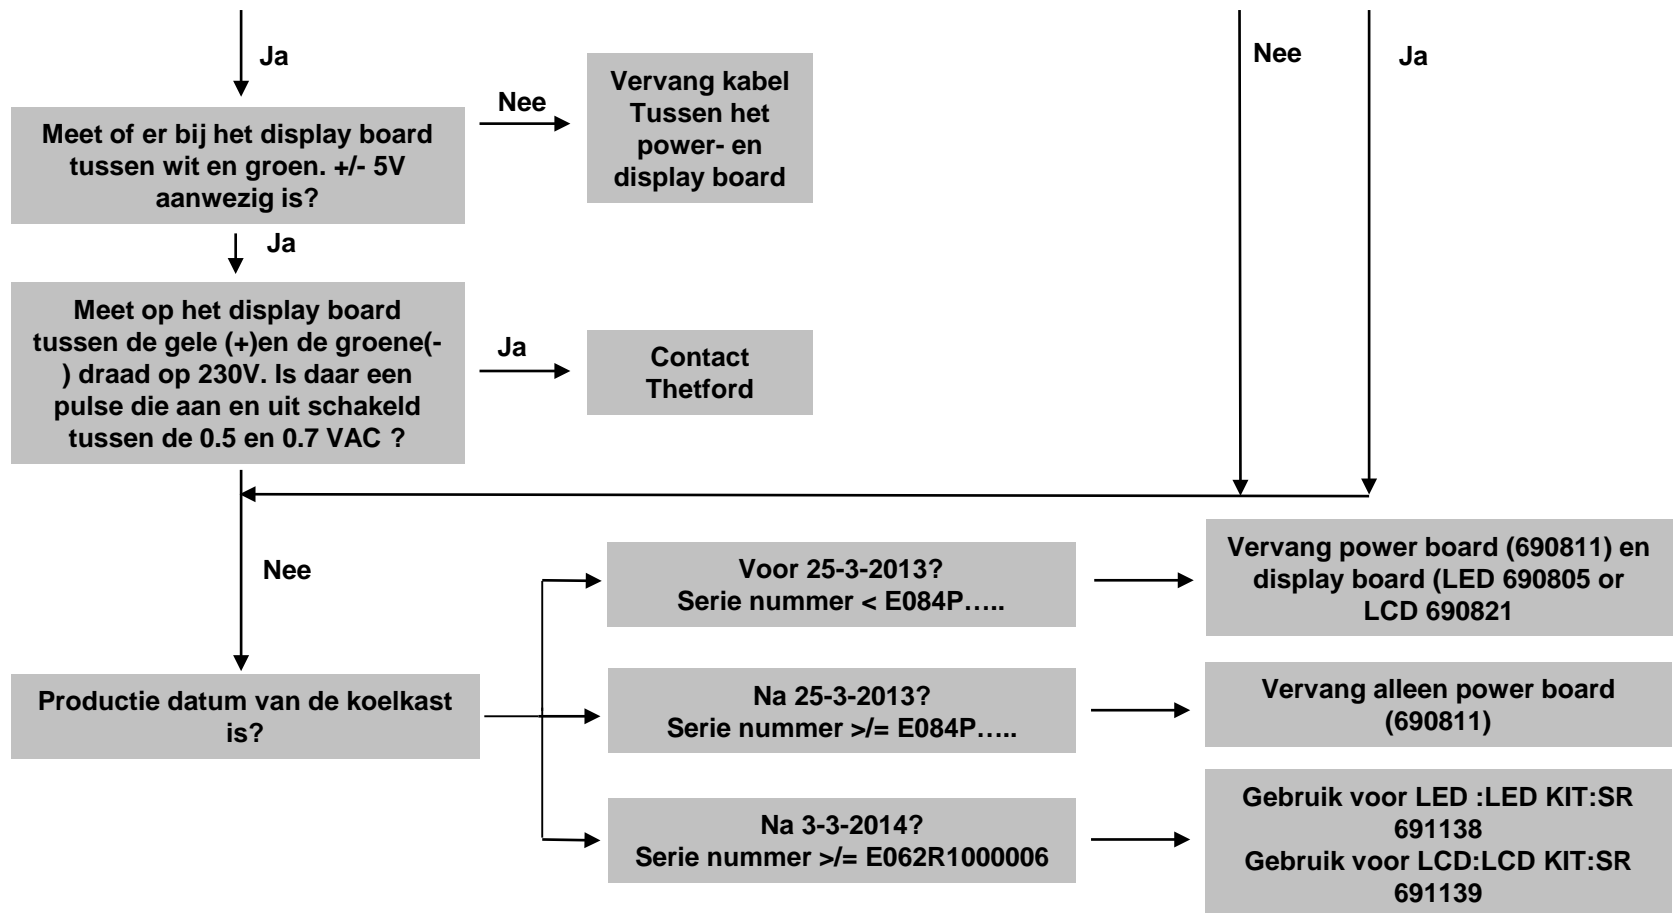 Ja
Nee
Ja
Meet of er bij het display board
tussen wit en groen. +/- 5V
aanwezig is?
Nee
Vervang kabel
Tussen het
power- en
display board
Ja
Meet op het display board
tussen de gele (+)en de groene(-
) draad op 230V. Is daar een
pulse die aan en uit schakeld
tussen de 0.5 en 0.7 VAC ?
Ja
Contact
Thetford
Nee
Productie datum van de koelkast
is?
Voor 25-3-2013?
Serie nummer < E084P…..
Vervang power board (690811) en
display board (LED 690805 or
LCD 690821
Na 25-3-2013?
Serie nummer >/= E084P…..
Vervang alleen power board
(690811)
Na 3-3-2014?
Serie nummer >/= E062R1000006
Gebruik voor LED :LED KIT:SR
691138
Gebruik voor LCD:LCD KIT:SR
691139